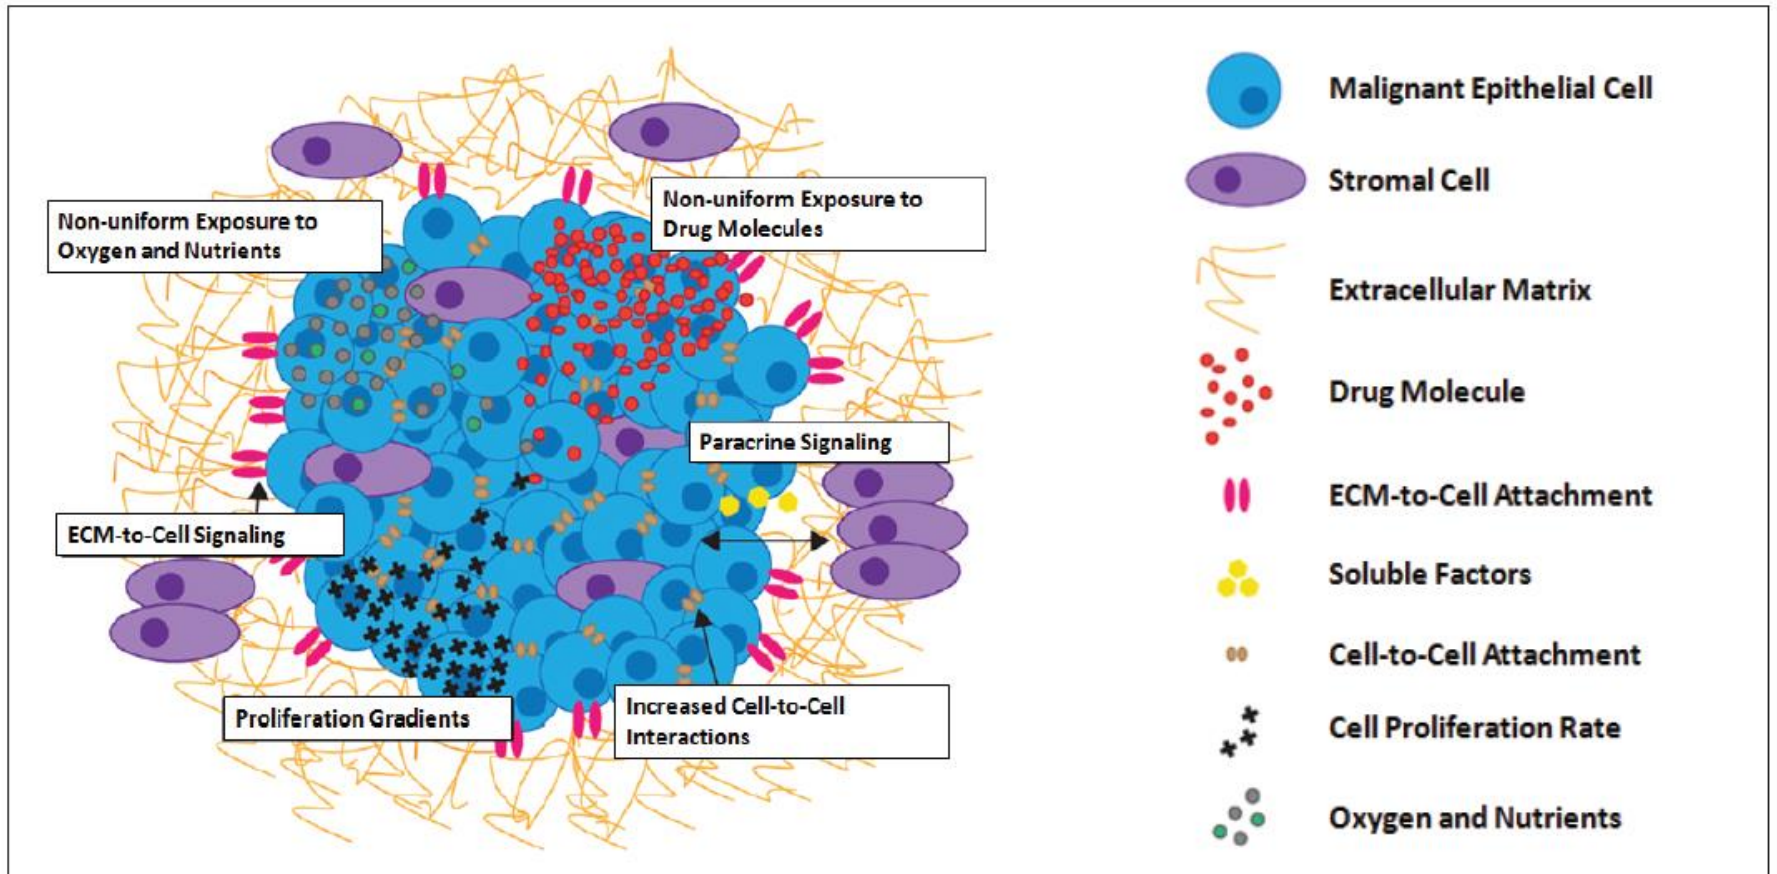 Non-uniform Exposure to
Oxygen and Nutrients
Non-uniform Exposure to
Drug Molecules
Paracrine Signaling
ECM-to-Cell Signaling
Proliferation Gradients
Increased Cell-to-Cell
Interactions
Malignant Epithelial Cell
Stromal Cell
Extracellular Matrix
Drug Molecule
ECM-to-Cell Attachment
Soluble Factors
Cell-to-Cell Attachment
Cell Proliferation Rate
Oxygen and Nutrients